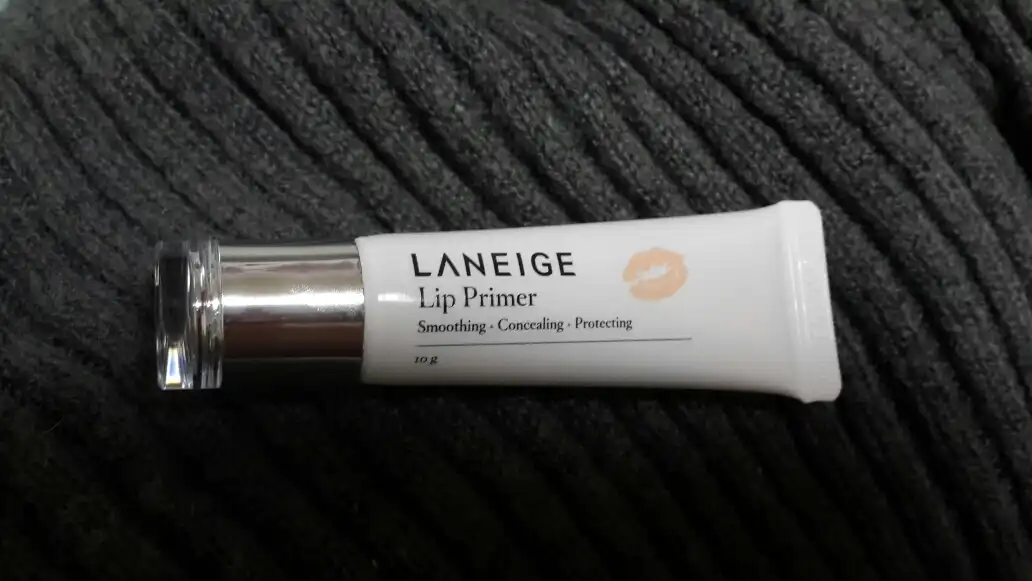 LANEIGE
Lip Primer
Smoothing · Concealing · Protecting
10 g